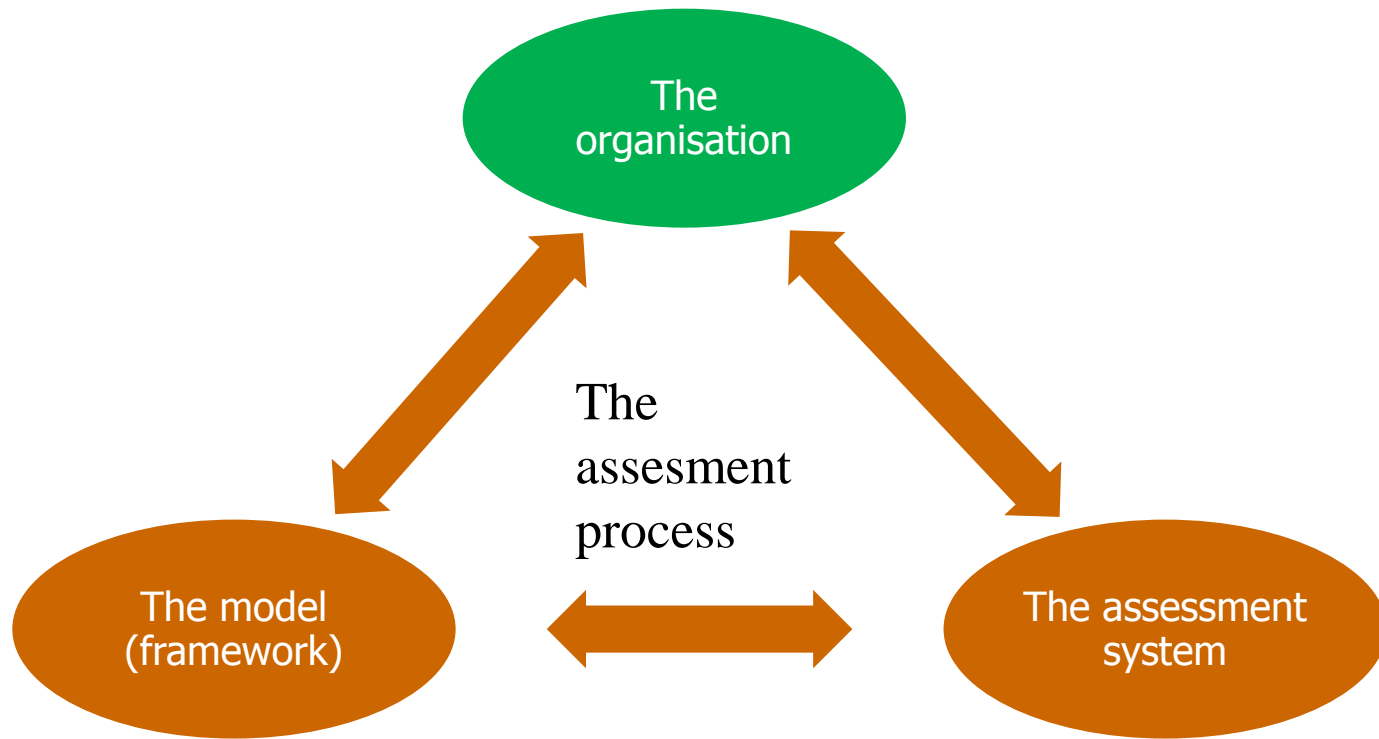 The
organisation
The
assesment
process
The model
(framework)
The assessment
system